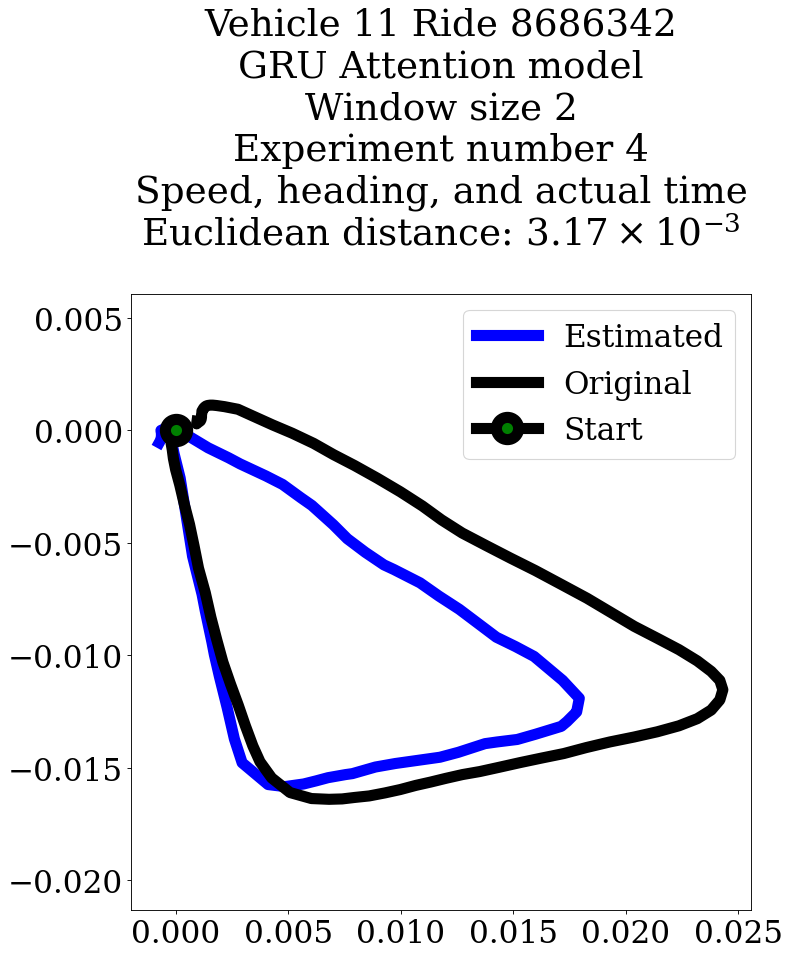 Vehicle 11 Ride 8686342
GRU Attention model
Window size 2
Experiment number 4
Speed, heading, and actual time
Euclidean distance: 3.17 × 10⁻³
Estimated
Original
Start
0.005
0.000
−0.005
−0.010
−0.015
−0.020
0.000 0.005 0.010 0.015 0.020 0.025